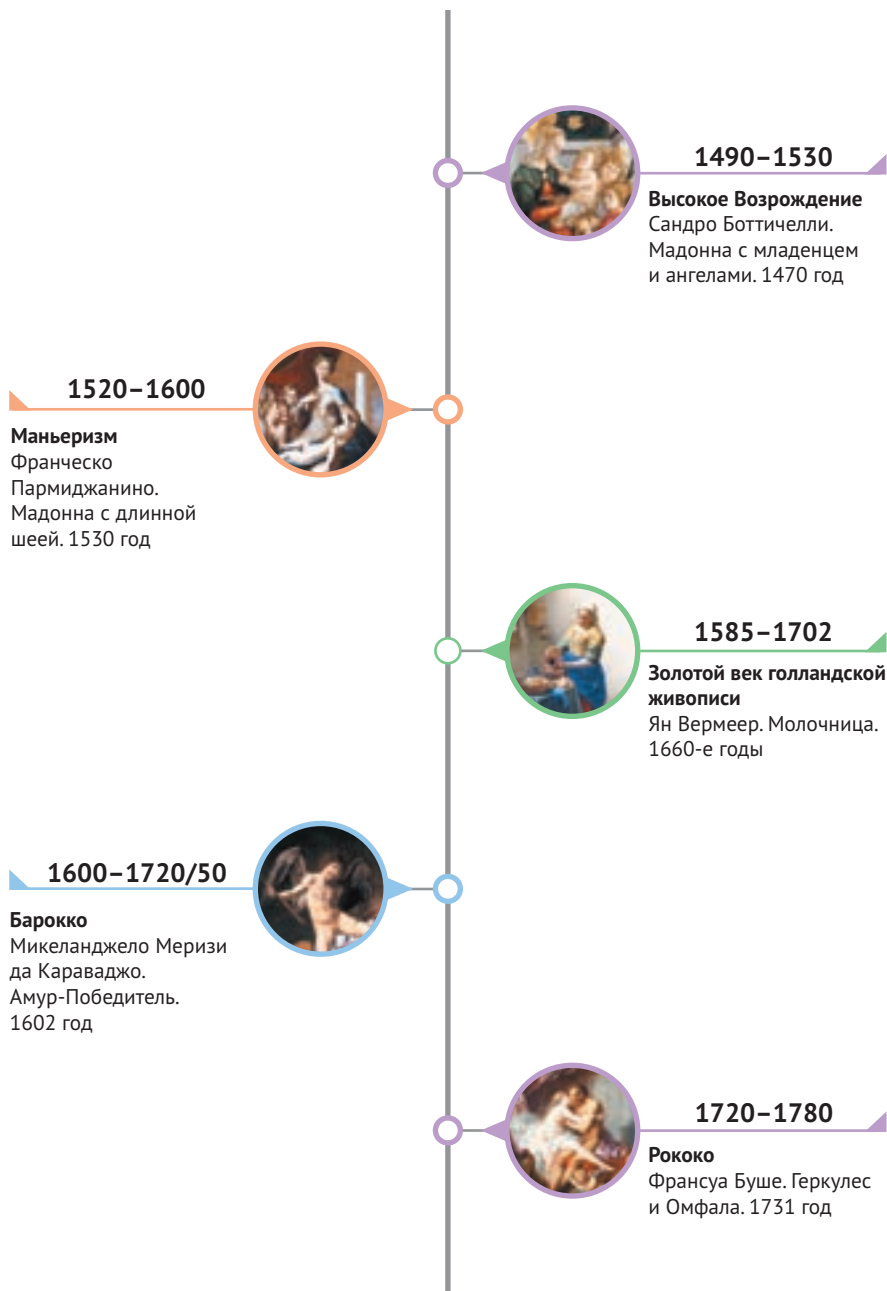 1490–1530
Высокое Возрождение
Сандро Боттичелли.
Мадонна с младенцем
и ангелами. 1470 год
1520–1600
Маньеризм
Франческо
Пармиджанино.
Мадонна с длинной
шеей. 1530 год
1585–1702
Золотой век голландской
живописи
Ян Вермеер. Молочница.
1660-е годы
1600–1720/50
Барокко
Микеланджело Меризи
да Караваджо.
Амур-Победитель.
1602 год
1720–1780
Рококо
Франсуа Буше. Геркулес
и Омфала. 1731 год